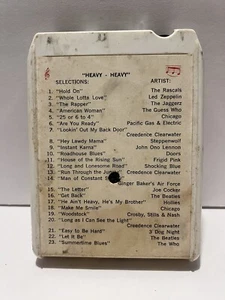 "HEAVY - HEAVY"
SELECTIONS: ARTIST:
1. "Hold On" The Rascals
2. "Whole Lotta Love" Led Zeppelin
3. "The Rapper" The Jaggerz
4. "American Woman" The Guess Who
5. "25 or 6 to 4" Chicago
6. "Are You Ready" Pacific Gas & Electric
7. "Lookin' Out My Back Door"
Creedence Clearwater
8. "Hey Lawdy Mama" Steppenwolf
9. "Instant Karma" John Ono Lennon
10. "Roadhouse Blues" Doors
11. "House of the Rising Sun" Frigid Pink
12. "Long and Lonesome Road" Shocking Blue
13. "Run Through the Jungle" Creedence Clearwater
14. "Man of Constant S
Ginger Baker's Air Force
15. "The Letter" Joe Cocker
16. "Get Back" The Beatles
17. "He Ain't Heavy, He's My Brother" Hollies
18. "Make Me Smile" Chicago
19. "Woodstock" Crosby, Stills & Nash
20. "Long as I Can See the Light"
Creedence Clearwater
21. "Easy to Be Hard" 3 Dog Night
22. "Let It Be" The Beatles
23. "Summertime Blues" The Who